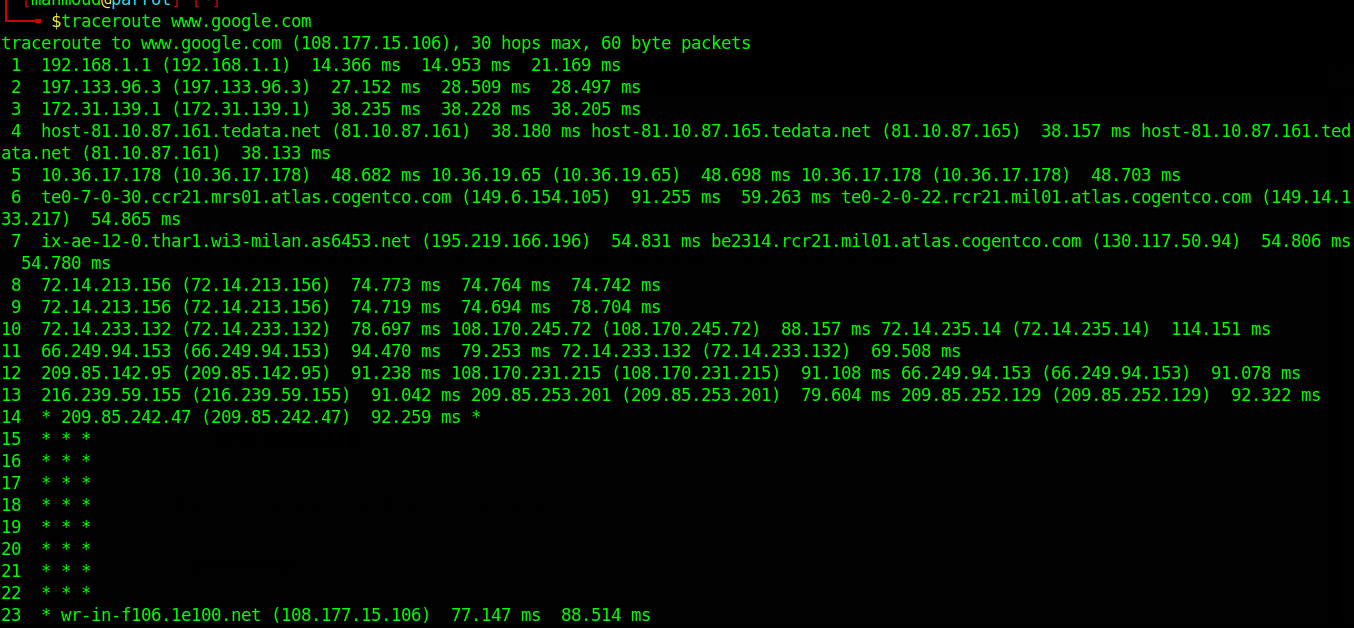 [mahmoud@parrot]─[~]
└──╼ $traceroute www.google.com
traceroute to www.google.com (108.177.15.106), 30 hops max, 60 byte packets
 1  192.168.1.1 (192.168.1.1)  14.366 ms  14.953 ms  21.169 ms
 2  197.133.96.3 (197.133.96.3)  27.152 ms  28.509 ms  28.497 ms
 3  172.31.139.1 (172.31.139.1)  38.235 ms  38.228 ms  38.205 ms
 4  host-81.10.87.161.tedata.net (81.10.87.161)  38.180 ms host-81.10.87.165.tedata.net (81.10.87.165)  38.157 ms host-81.10.87.161.ted
ata.net (81.10.87.161)  38.133 ms
 5  10.36.17.178 (10.36.17.178)  48.682 ms 10.36.19.65 (10.36.19.65)  48.698 ms 10.36.17.178 (10.36.17.178)  48.703 ms
 6  te0-7-0-30.ccr21.mrs01.atlas.cogentco.com (149.6.154.105)  91.255 ms  59.263 ms te0-2-0-22.rcr21.mil01.atlas.cogentco.com (149.14.1
33.217)  54.865 ms
 7  ix-ae-12-0.thar1.wi3-milan.as6453.net (195.219.166.196)  54.831 ms be2314.rcr21.mil01.atlas.cogentco.com (130.117.50.94)  54.806 ms
  54.780 ms
 8  72.14.213.156 (72.14.213.156)  74.773 ms  74.764 ms  74.742 ms
 9  72.14.213.156 (72.14.213.156)  74.719 ms  74.694 ms  78.704 ms
10  72.14.233.132 (72.14.233.132)  78.697 ms 108.170.245.72 (108.170.245.72)  88.157 ms 72.14.235.14 (72.14.235.14)  114.151 ms
11  66.249.94.153 (66.249.94.153)  94.470 ms  79.253 ms 72.14.233.132 (72.14.233.132)  69.508 ms
12  209.85.142.95 (209.85.142.95)  91.238 ms 108.170.231.215 (108.170.231.215)  91.108 ms 66.249.94.153 (66.249.94.153)  91.078 ms
13  216.239.59.155 (216.239.59.155)  91.042 ms 209.85.253.201 (209.85.253.201)  79.604 ms 209.85.252.129 (209.85.252.129)  92.322 ms
14  * 209.85.242.47 (209.85.242.47)  92.259 ms *
15  * * *
16  * * *
17  * * *
18  * * *
19  * * *
20  * * *
21  * * *
22  * * *
23  * wr-in-f106.1e100.net (108.177.15.106)  77.147 ms  88.514 ms